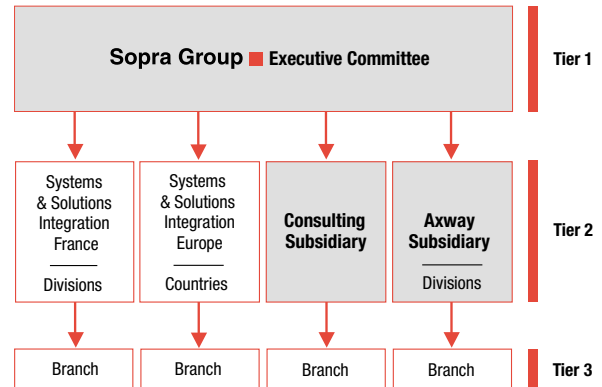 Sopra Group ■ Executive Committee
Tier 1
Systems
& Solutions
Integration
France
Divisions
Systems
& Solutions
Integration
Europe
Countries
Consulting
Subsidiary
Axway
Subsidiary
Divisions
Tier 2
Branch
Branch
Branch
Branch
Tier 3